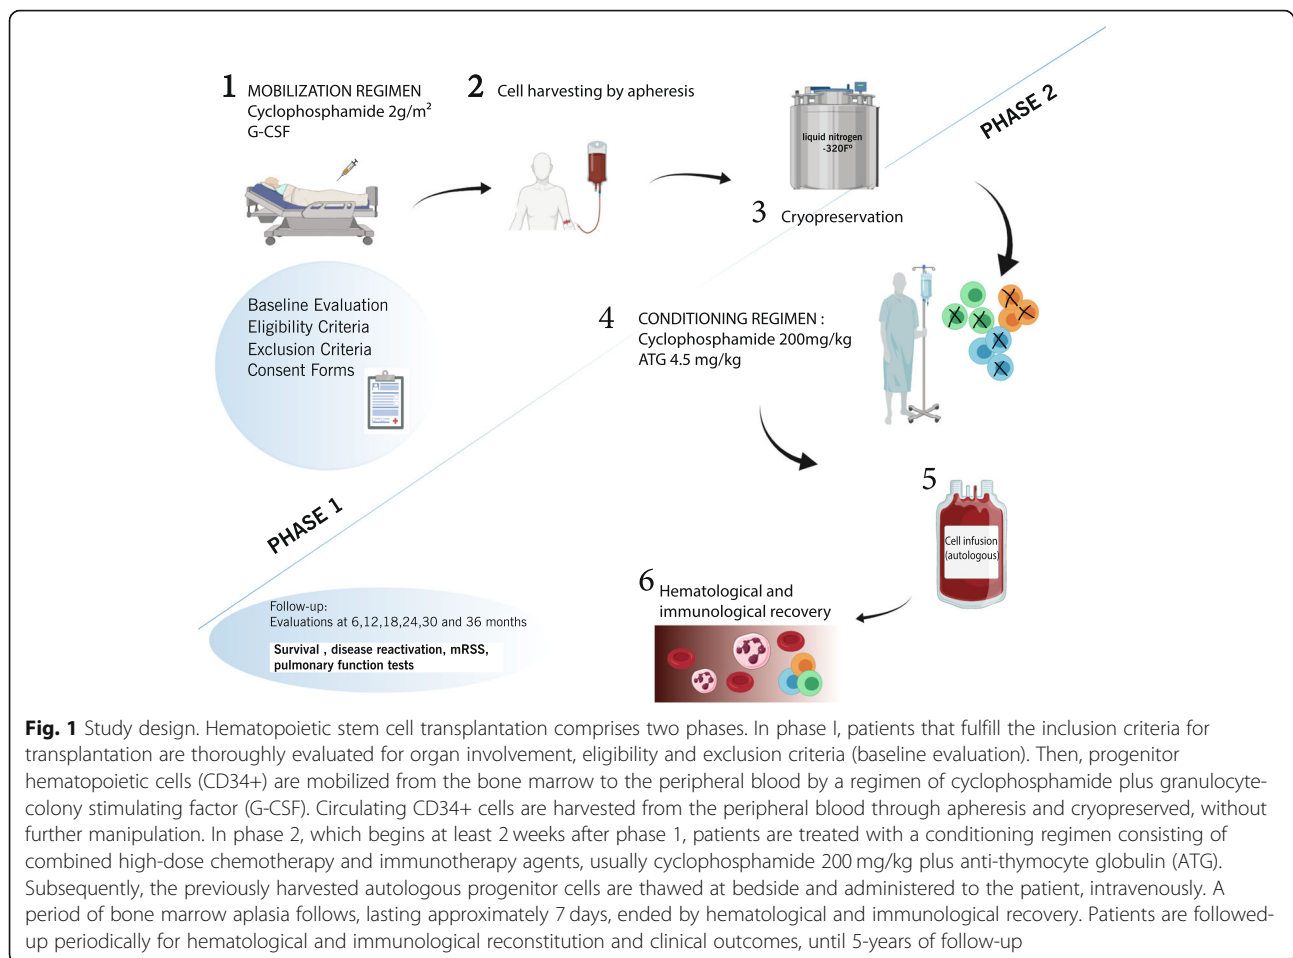 1 MOBILIZATION REGIMEN
Cyclophosphamide 2g/m²
G-CSF
2 Cell harvesting by apheresis
liquid nitrogen
-320Fº
3 Cryopreservation
PHASE 2
Baseline Evaluation
Eligibility Criteria
Exclusion Criteria
Consent Forms
4 CONDITIONING REGIMEN :
Cyclophosphamide 200mg/kg
ATG 4.5 mg/kg
PHASE 1
5
Cell infusion
(autologous)
6 Hematological and
immunological recovery
Follow-up:
Evaluations at 6,12,18,24,30 and 36 months
Survival , disease reactivation, mRSS,
pulmonary function tests
Fig. 1 Study design. Hematopoietic stem cell transplantation comprises two phases. In phase I, patients that fulfill the inclusion criteria for
transplantation are thoroughly evaluated for organ involvement, eligibility and exclusion criteria (baseline evaluation). Then, progenitor
hematopoietic cells (CD34+) are mobilized from the bone marrow to the peripheral blood by a regimen of cyclophosphamide plus granulocyte-
colony stimulating factor (G-CSF). Circulating CD34+ cells are harvested from the peripheral blood through apheresis and cryopreserved, without
further manipulation. In phase 2, which begins at least 2 weeks after phase 1, patients are treated with a conditioning regimen consisting of
combined high-dose chemotherapy and immunotherapy agents, usually cyclophosphamide 200 mg/kg plus anti-thymocyte globulin (ATG).
Subsequently, the previously harvested autologous progenitor cells are thawed at bedside and administered to the patient, intravenously. A
period of bone marrow aplasia follows, lasting approximately 7 days, ended by hematological and immunological recovery. Patients are followed-
up periodically for hematological and immunological reconstitution and clinical outcomes, until 5-years of follow-up